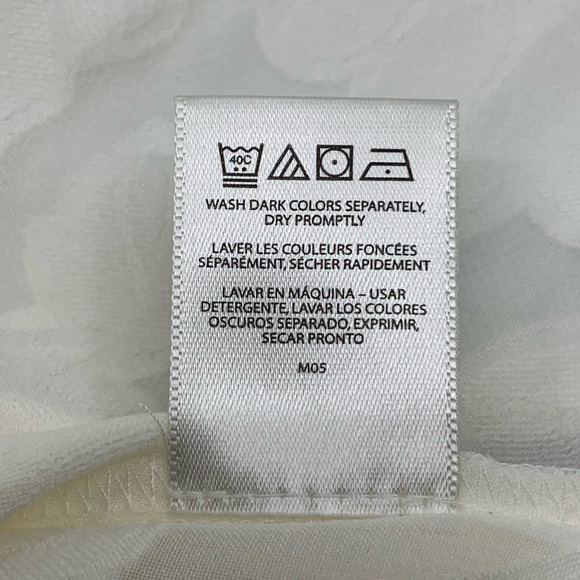 40C
WASH DARK COLORS SEPARATELY,
DRY PROMPTLY
LAVER LES COULEURS FONCÉES
SÉPARÉMENT, SÉCHER RAPIDEMENT
LAVAR EN MÁQUINA – USAR
DETERGENTE, LAVAR LOS COLORES
OSCUROS SEPARADO, EXPRIMIR,
SECAR PRONTO
M05